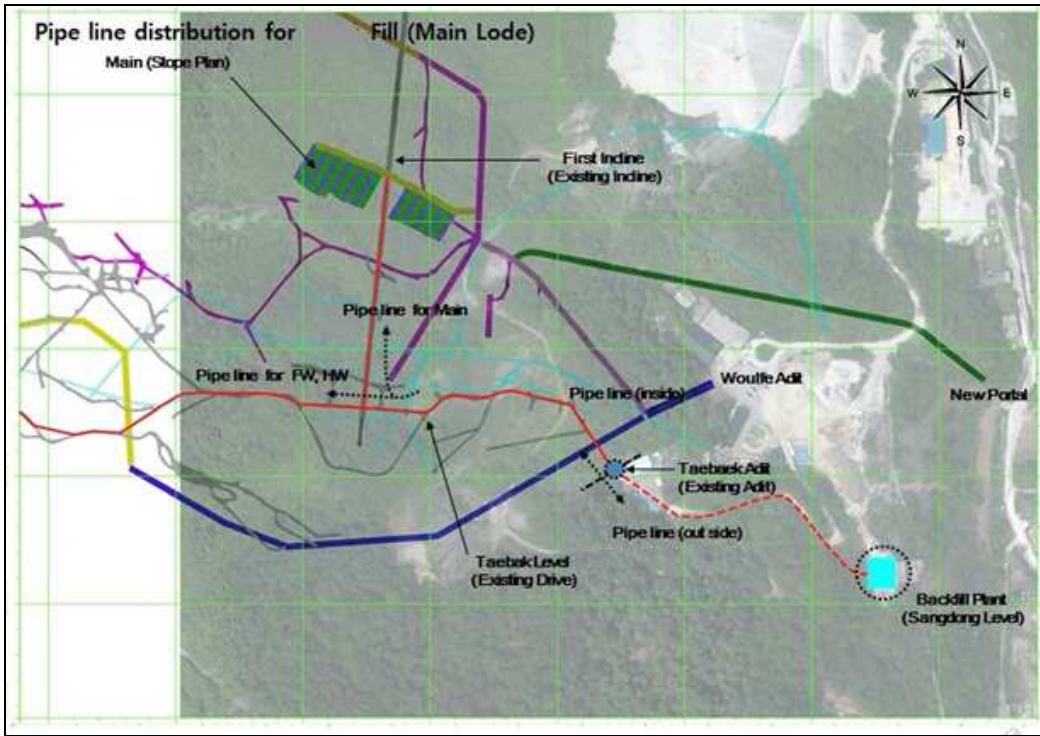 Pipe line distribution for Fill (Main Lode)
Main (Slope Plan)
N
W E
S
First Incline
(Existing Incline)
Pipe line for Main
Pipe line for FW, HW
Pipe line (inside)
Woulfe Adit
New Portal
Taebaek Adit
(Existing Adit)
Pipe line (out side)
Taebak Level
(Existing Drive)
Backfill Plant
(Sangdong Level)